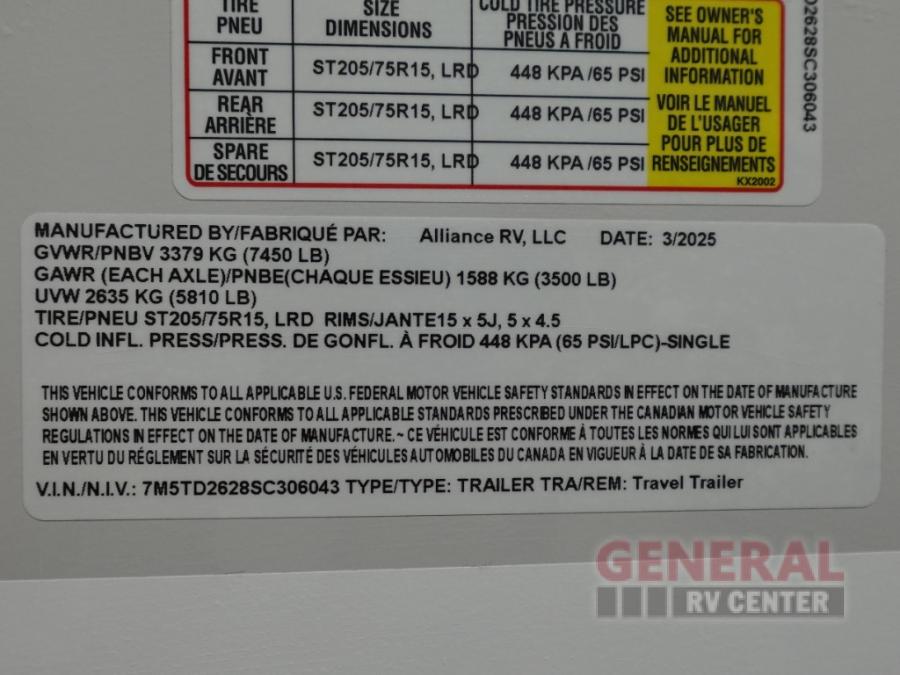 TIRE SIZE COLD TIRE PRESSURE
PNEU DIMENSIONS PRESSION DES
PNEUS A FROID
FRONT
AVANT ST205/75R15, LRD 448 KPA /65 PSI
REAR
ARRIÈRE ST205/75R15, LRD 448 KPA /65 PSI
SPARE
DE SECOURS ST205/75R15, LRD 448 KPA /65 PSI
SEE OWNER'S
MANUAL FOR
ADDITIONAL
INFORMATION
VOIR LE MANUEL
DE L'USAGER
POUR PLUS DE
RENSEIGNEMENTS
KX2002
D2628SC306043
MANUFACTURED BY/FABRIQUÉ PAR: Alliance RV, LLC DATE: 3/2025
GVWR/PNBV 3379 KG (7450 LB)
GAWR (EACH AXLE)/PNBE(CHAQUE ESSIEU) 1588 KG (3500 LB)
UVW 2635 KG (5810 LB)
TIRE/PNEU ST205/75R15, LRD RIMS/JANTE15 x 5J, 5 x 4.5
COLD INFL. PRESS/PRESS. DE GONFL. À FROID 448 KPA (65 PSI/LPC)-SINGLE
THIS VEHICLE CONFORMS TO ALL APPLICABLE U.S. FEDERAL MOTOR VEHICLE SAFETY STANDARDS IN EFFECT ON THE DATE OF MANUFACTURE
SHOWN ABOVE. THIS VEHICLE CONFORMS TO ALL APPLICABLE STANDARDS PRESCRIBED UNDER THE CANADIAN MOTOR VEHICLE SAFETY
REGULATIONS IN EFFECT ON THE DATE OF MANUFACTURE. ~ CE VÉHICULE EST CONFORME À TOUTES LES NORMES QUI LUI SONT APPLICABLES
EN VERTU DU RÉGLEMENT SUR LA SÉCURITÉ DES VÉHICULES AUTOMOBILES DU CANADA EN VIGUEUR À LA DATE DE SA FABRICATION.
V.I.N./N.I.V.: 7M5TD2628SC306043 TYPE/TYPE: TRAILER TRA/REM: Travel Trailer
GENERAL
RV CENTER